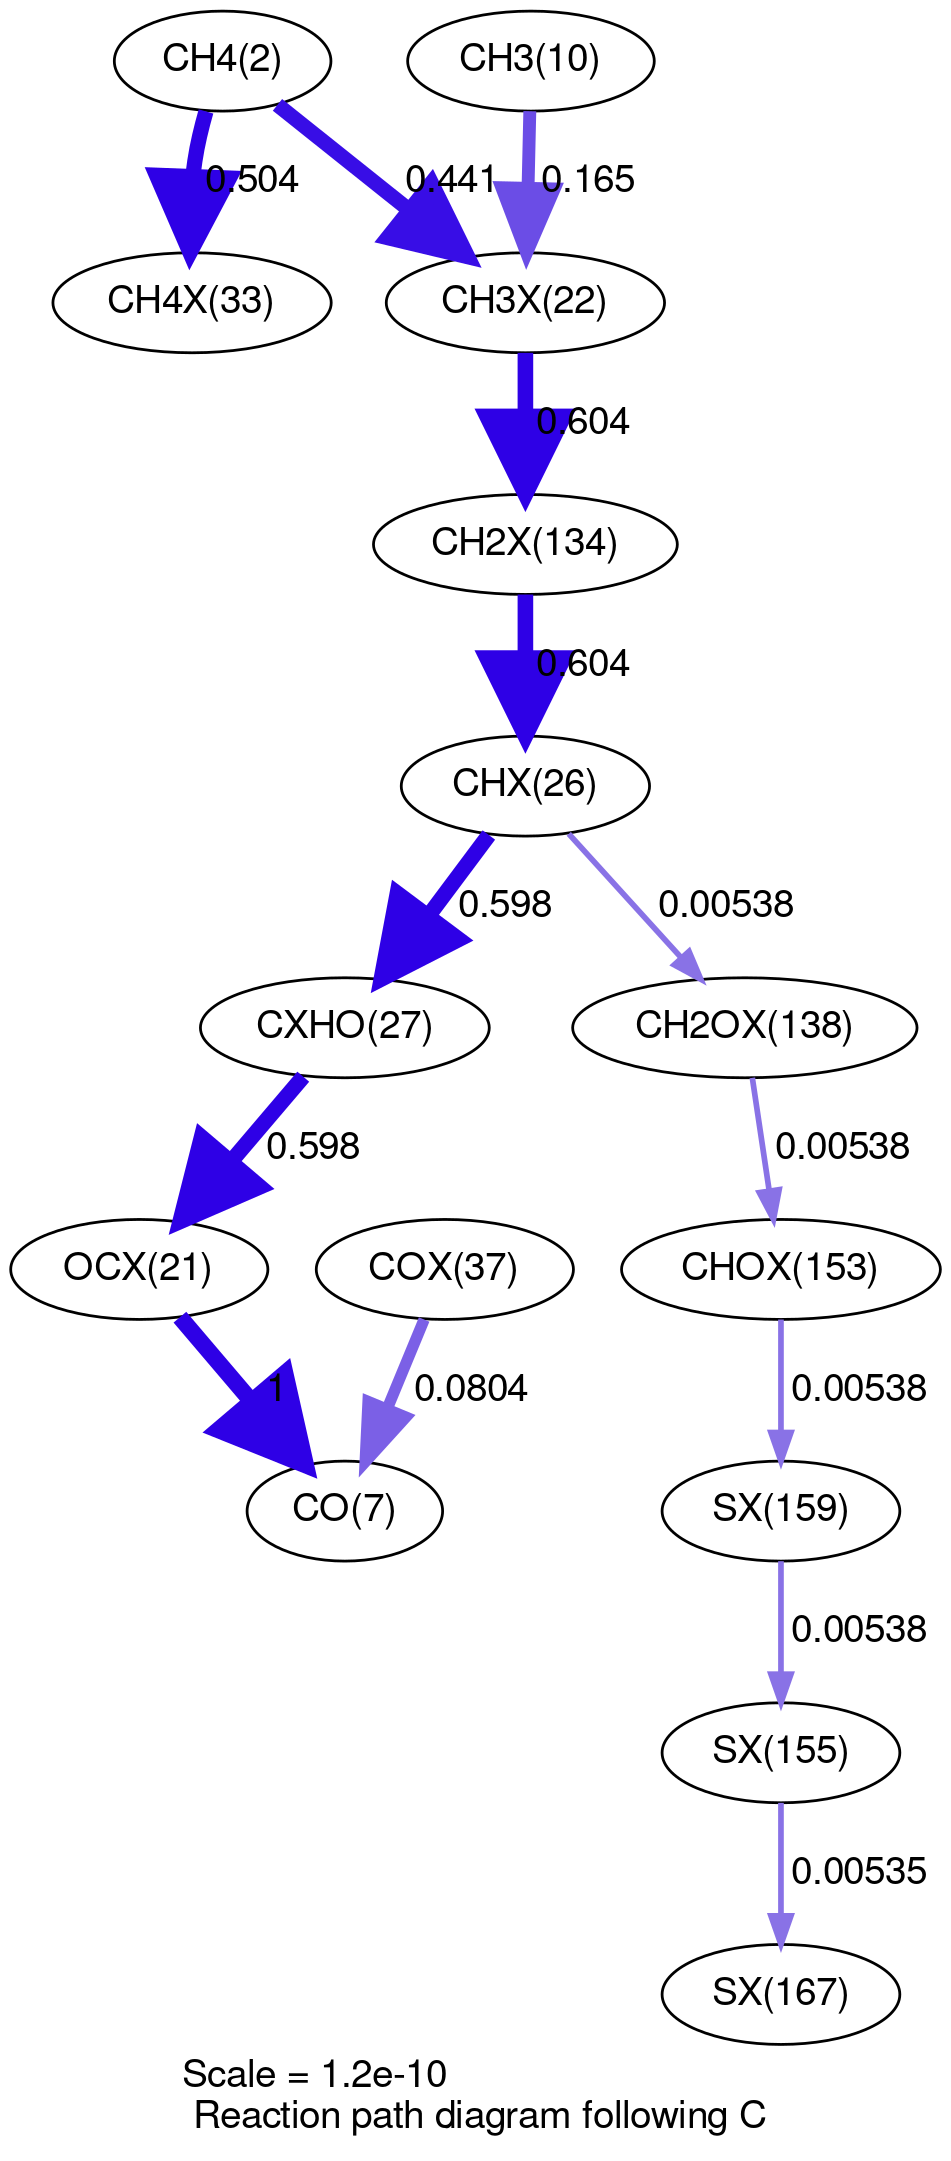 CH4(2)
CH3(10)
0.504
0.441
0.165
CH4X(33)
CH3X(22)
0.604
CH2X(134)
0.604
CHX(26)
0.598
0.00538
CXHO(27)
CH2OX(138)
0.598
0.00538
OCX(21)
COX(37)
CHOX(153)
1
0.0804
0.00538
CO(7)
SX(159)
0.00538
SX(155)
0.00535
SX(167)
Scale = 1.2e-10
Reaction path diagram following C